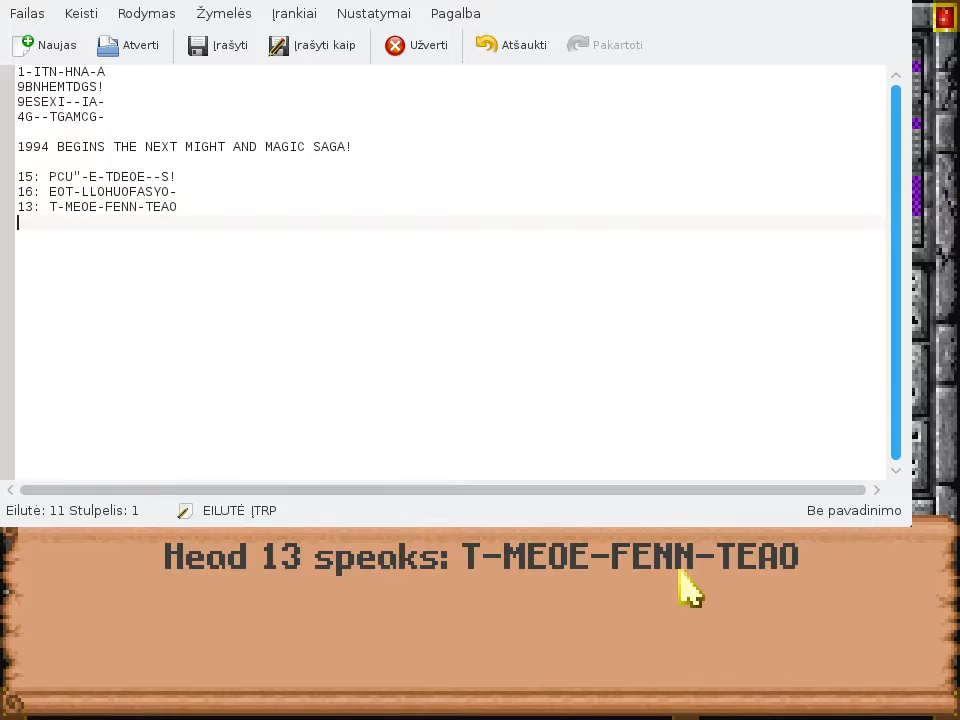 Failas Keisti Rodymas Žymelės Įrankiai Nustatymai Pagalba
Naujas Atverti Įrašyti Įrašyti kaip Užverti Atšaukti Pakartoti
1-ITN-HNA-A
9BNHEMTDGS!
9ESEXI--IA-
4G--TGAMCG-
1994 BEGINS THE NEXT MIGHT AND MAGIC SAGA!
15: PCU"-E-TDEOE--S!
16: EOT-LLOHUOFASYO-
13: T-MEOE-FENN-TEAO
Eilutė: 11 Stulpelis: 1 EILUTĖ ĮTRP Be pavadinimo
Head 13 speaks: T-MEOE-FENN-TEAO